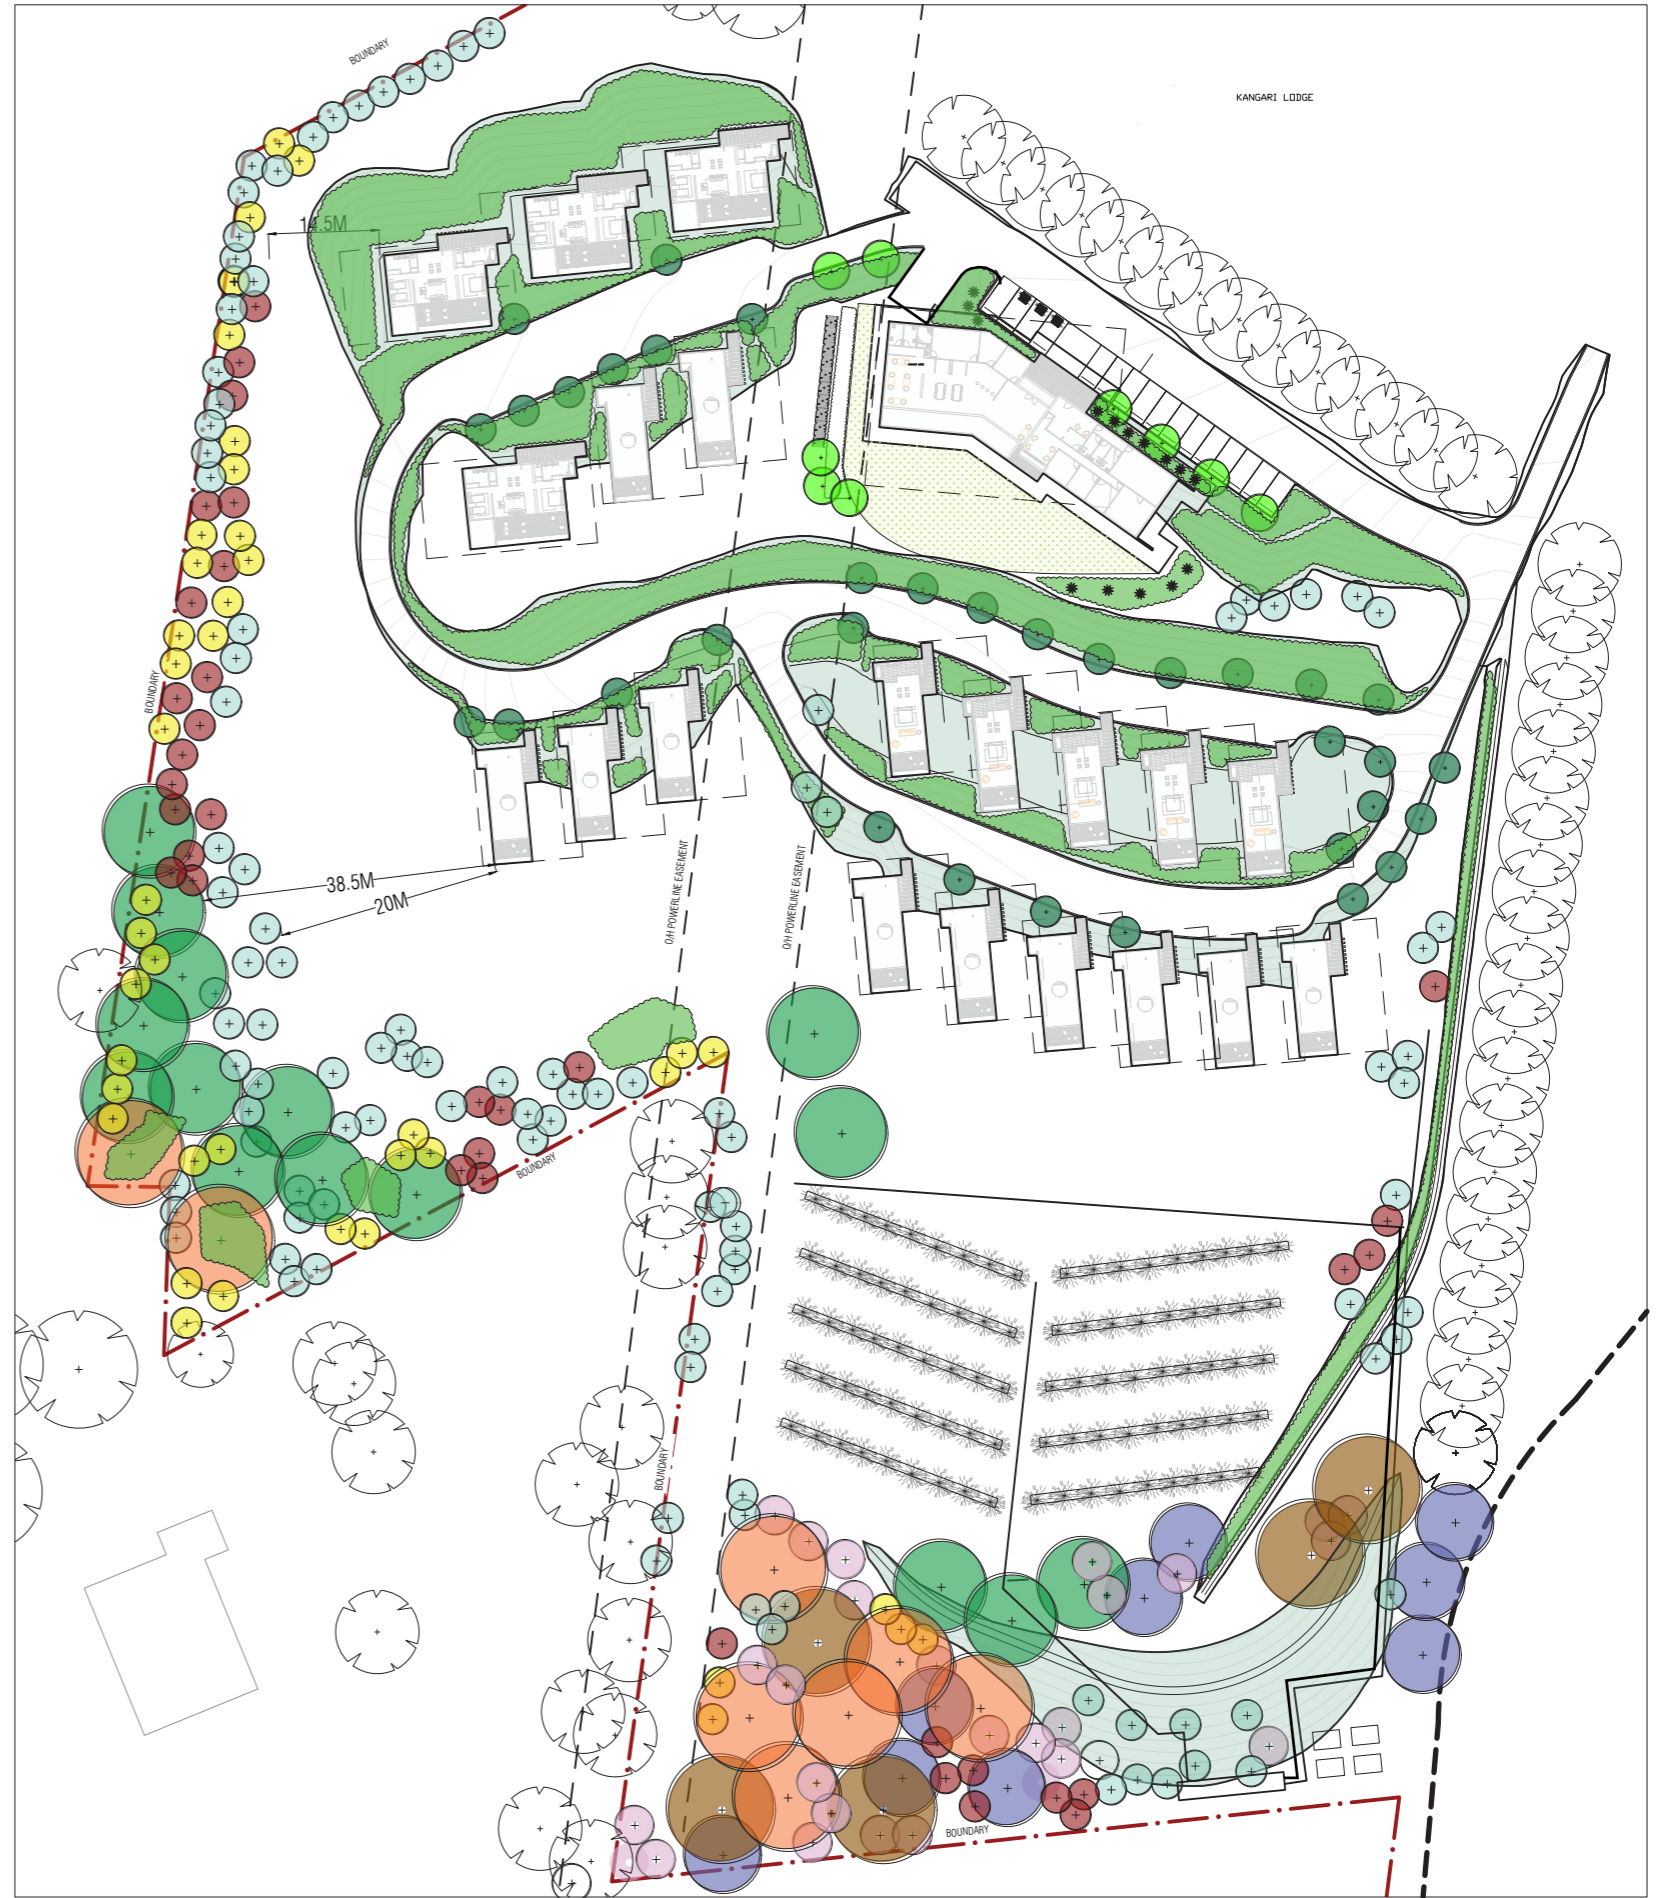 BOUNDARY
KANGARI LODGE
14.5M
BOUNDARY
38.5M
20M
O/H POWERLINE EASEMENT
O/H POWERLINE EASEMENT
BOUNDARY
BOUNDARY
BOUNDARY